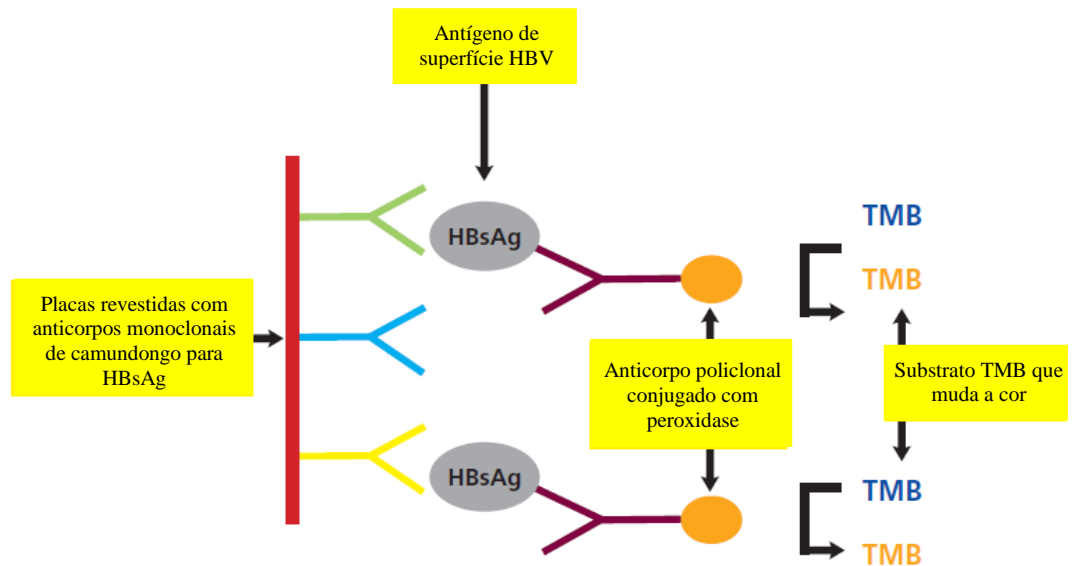 Antígeno de
superfície HBV
HBsAg
TMB
TMB
Placas revestidas com
anticorpos monoclonais
de camundongo para
HBsAg
Anticorpo policlonal
conjugado com
peroxidase
Substrato TMB que
muda a cor
HBsAg
TMB
TMB